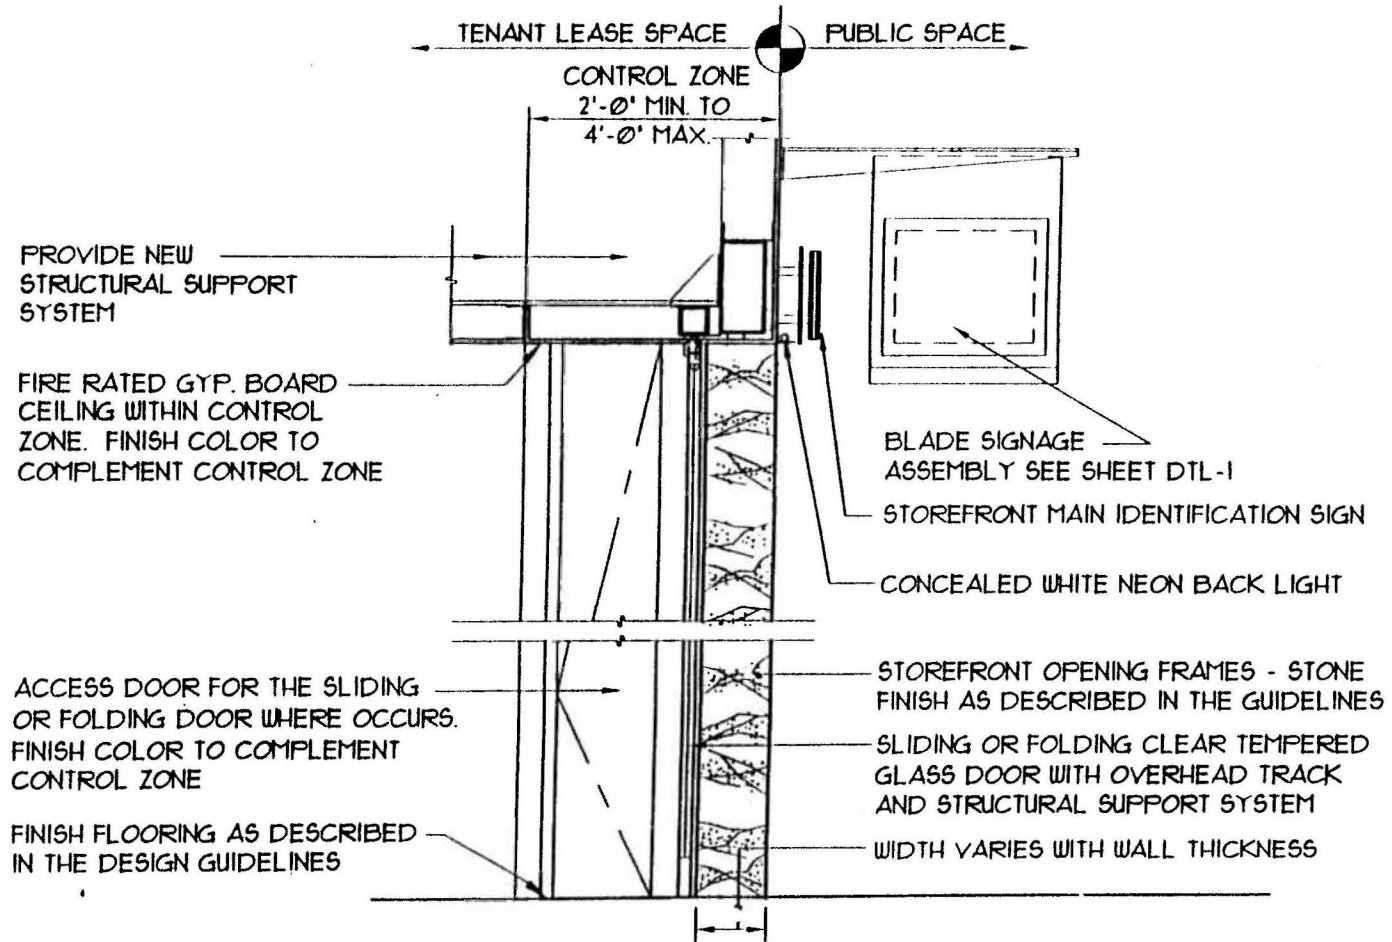 TENANT LEASE SPACE
PUBLIC SPACE
CONTROL ZONE
2'-0" MIN. TO
4'-0" MAX.
PROVIDE NEW
STRUCTURAL SUPPORT
SYSTEM
FIRE RATED GYP. BOARD
CEILING WITHIN CONTROL
ZONE. FINISH COLOR TO
COMPLEMENT CONTROL ZONE
BLADE SIGNAGE
ASSEMBLY SEE SHEET DTL-1
STOREFRONT MAIN IDENTIFICATION SIGN
CONCEALED WHITE NEON BACK LIGHT
ACCESS DOOR FOR THE SLIDING
OR FOLDING DOOR WHERE OCCURS.
FINISH COLOR TO COMPLEMENT
CONTROL ZONE
STOREFRONT OPENING FRAMES - STONE
FINISH AS DESCRIBED IN THE GUIDELINES
SLIDING OR FOLDING CLEAR TEMPERED
GLASS DOOR WITH OVERHEAD TRACK
AND STRUCTURAL SUPPORT SYSTEM
FINISH FLOORING AS DESCRIBED
IN THE DESIGN GUIDELINES
WIDTH VARIES WITH WALL THICKNESS